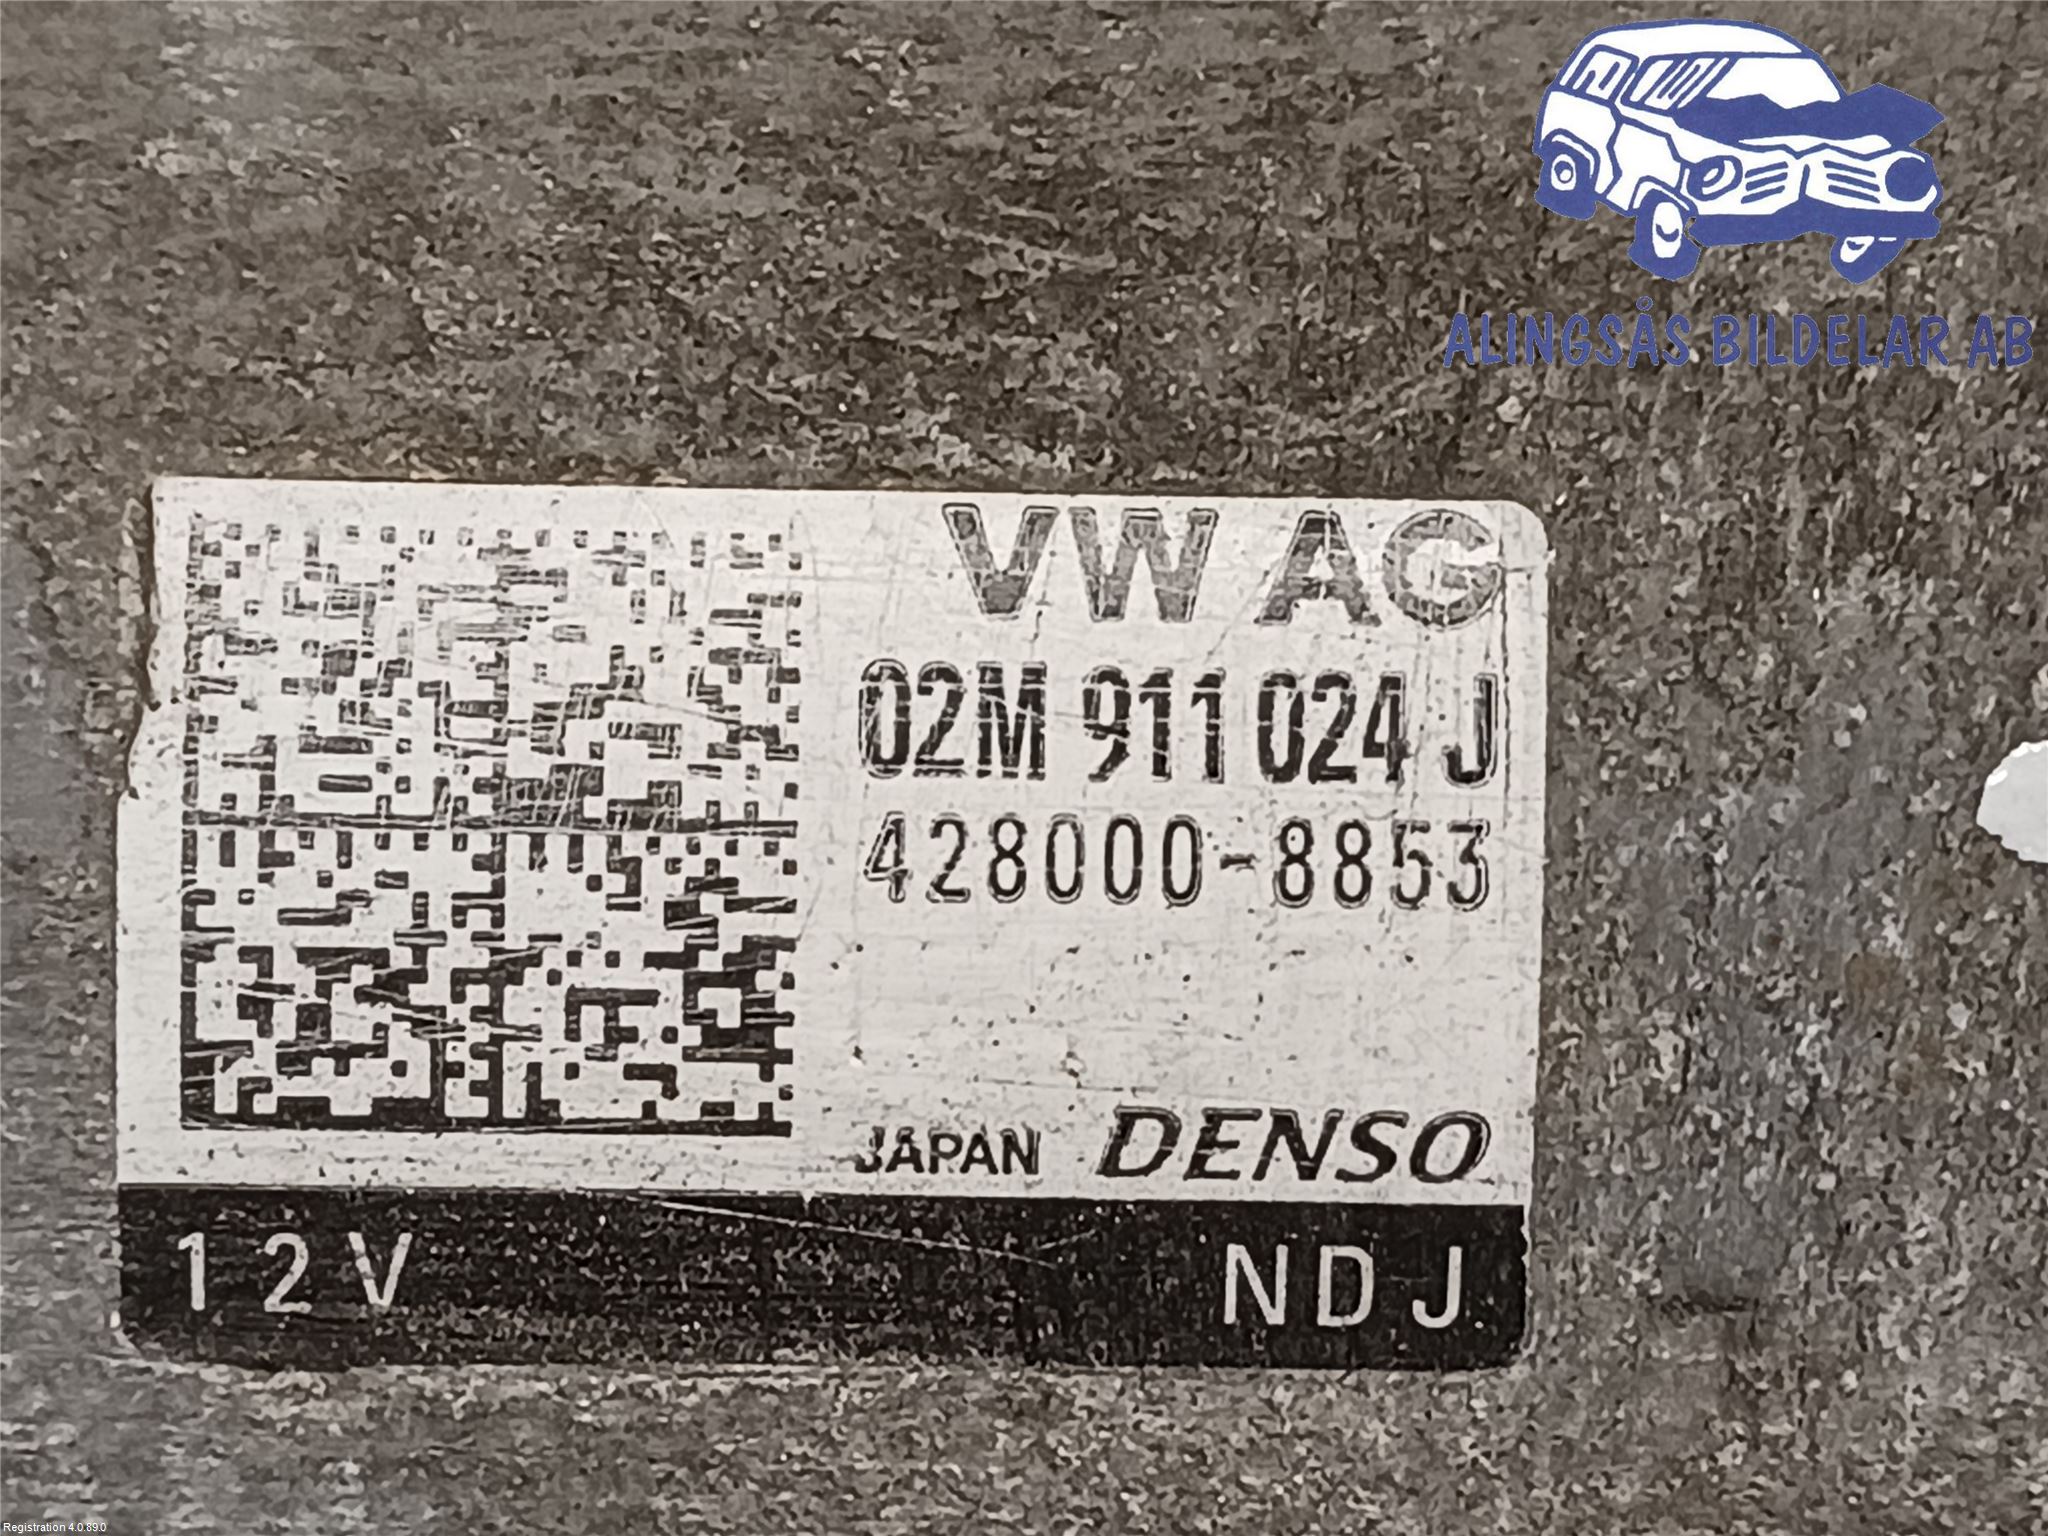 ALINGSÅS BILDELAR AB
VW AG
02M 911 024 J
428000-8853
JAPAN DENSO
12V NDJ
Registration 4.0.89.0